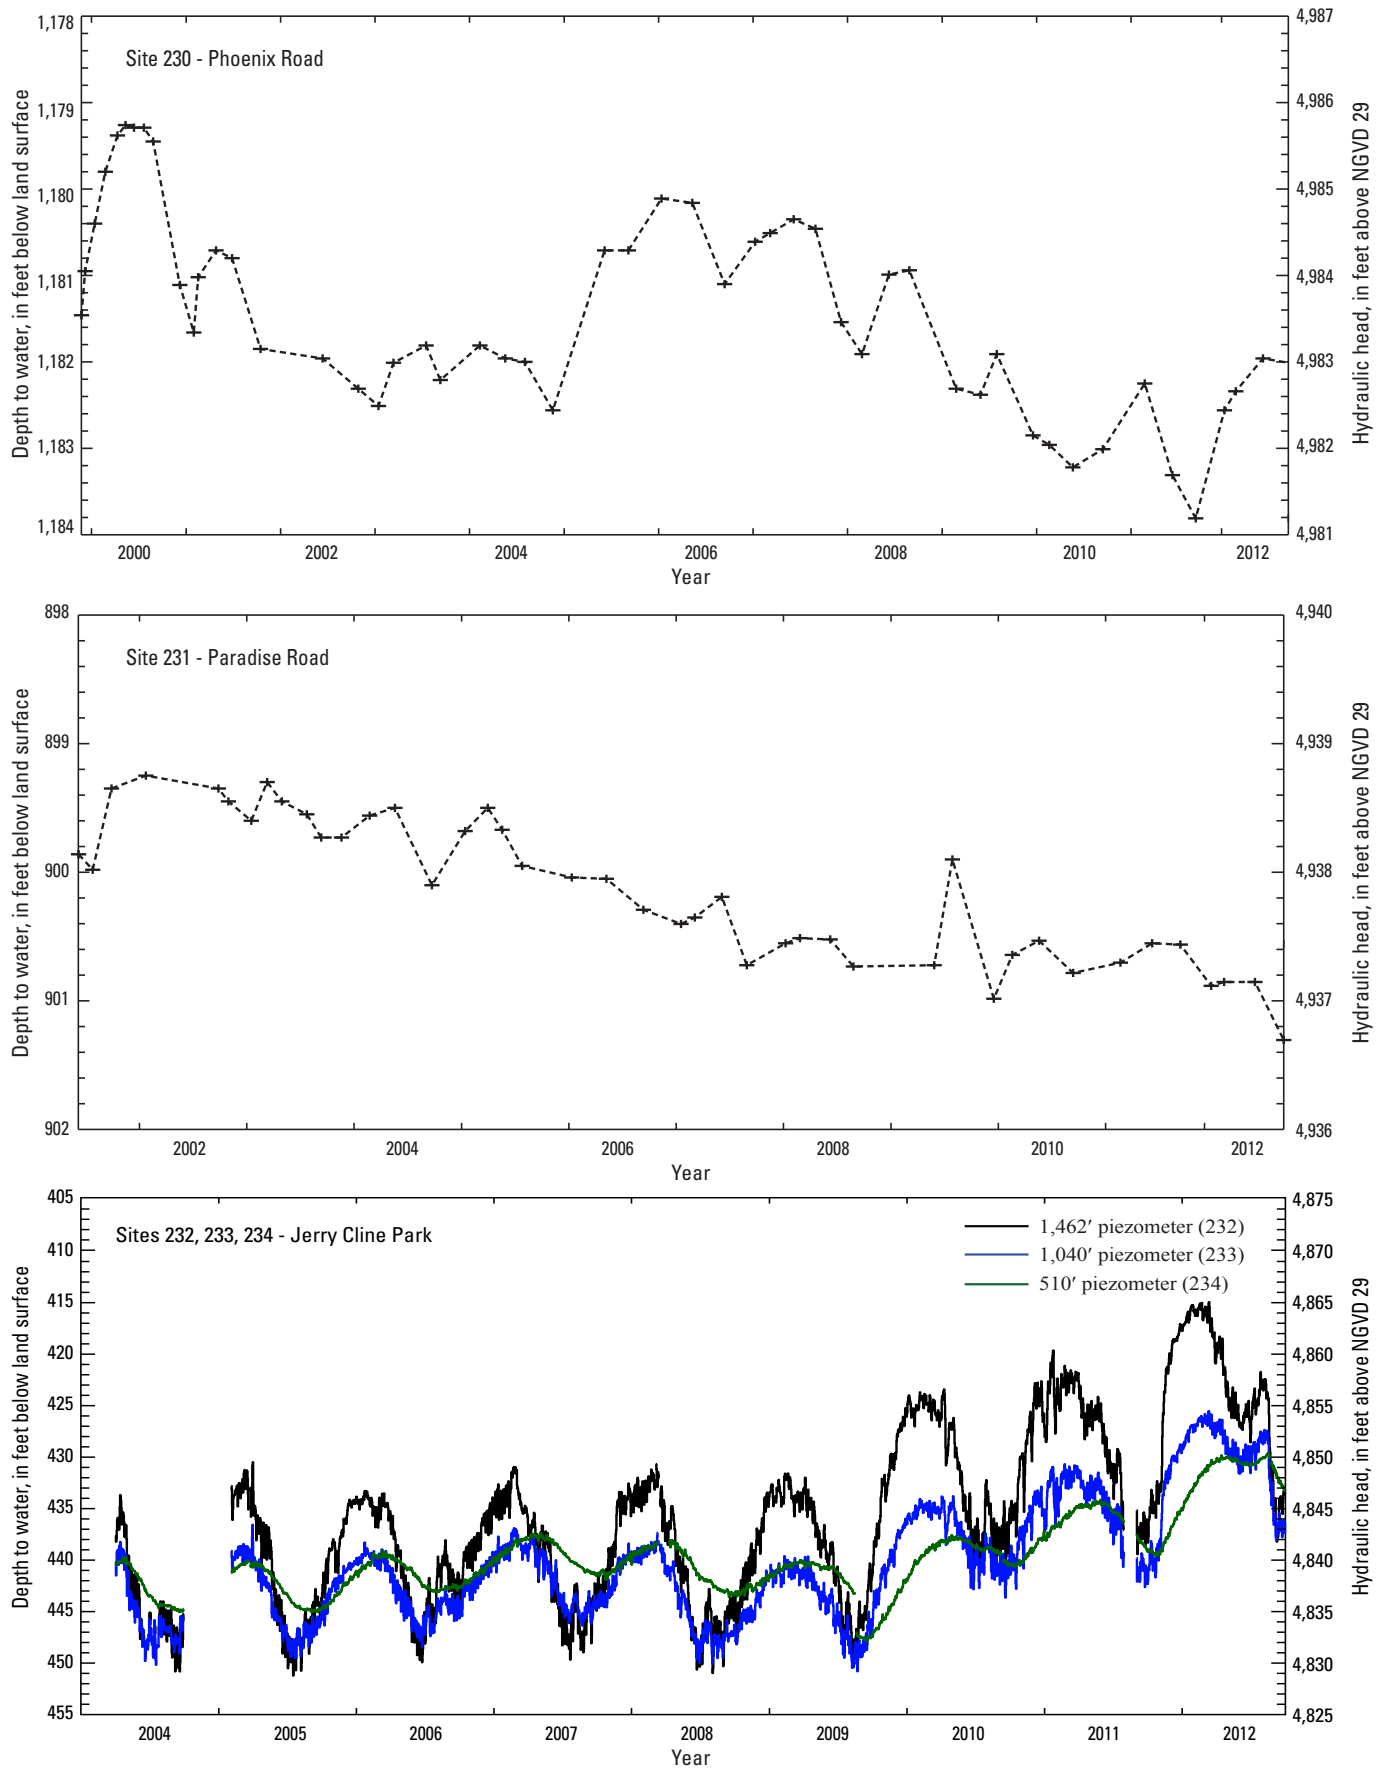 Site 230 - Phoenix Road
Depth to water, in feet below land surface
1,178
1,179
1,180
1,181
1,182
1,183
1,184
4,987
4,986
4,985
4,984
4,983
4,982
4,981
Hydraulic head, in feet above NGVD 29
2000 2002 2004 2006 2008 2010 2012
Year
Site 231 - Paradise Road
Depth to water, in feet below land surface
898
899
900
901
902
4,940
4,939
4,938
4,937
4,936
Hydraulic head, in feet above NGVD 29
2002 2004 2006 2008 2010 2012
Year
Sites 232, 233, 234 - Jerry Cline Park
1,462′ piezometer (232)
1,040′ piezometer (233)
510′ piezometer (234)
Depth to water, in feet below land surface
405
410
415
420
425
430
435
440
445
450
455
4,875
4,870
4,865
4,860
4,855
4,850
4,845
4,840
4,835
4,830
4,825
Hydraulic head, in feet above NGVD 29
2004 2005 2006 2007 2008 2009 2010 2011 2012
Year